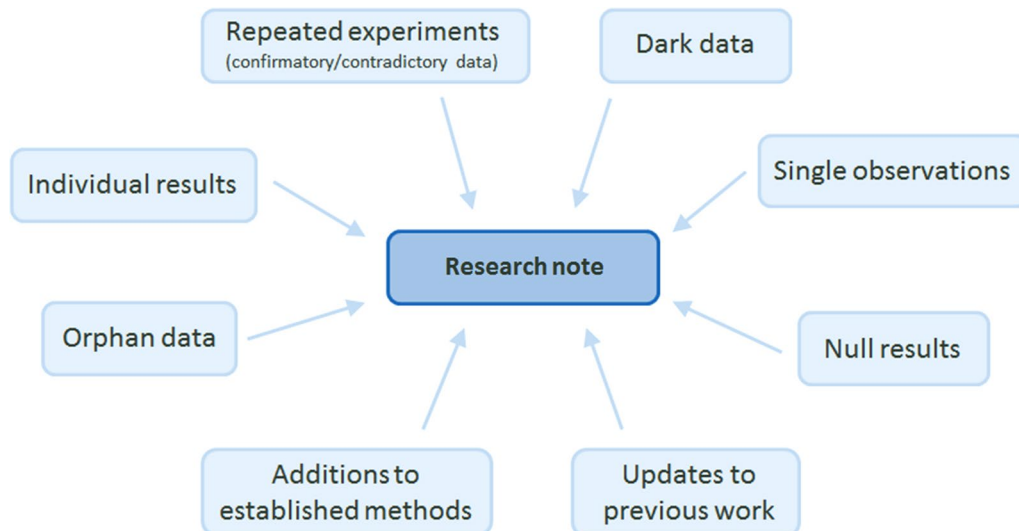 Repeated experiments
(confirmatory/contradictory data)
Dark data
Individual results
Single observations
Research note
Orphan data
Null results
Additions to
established methods
Updates to
previous work